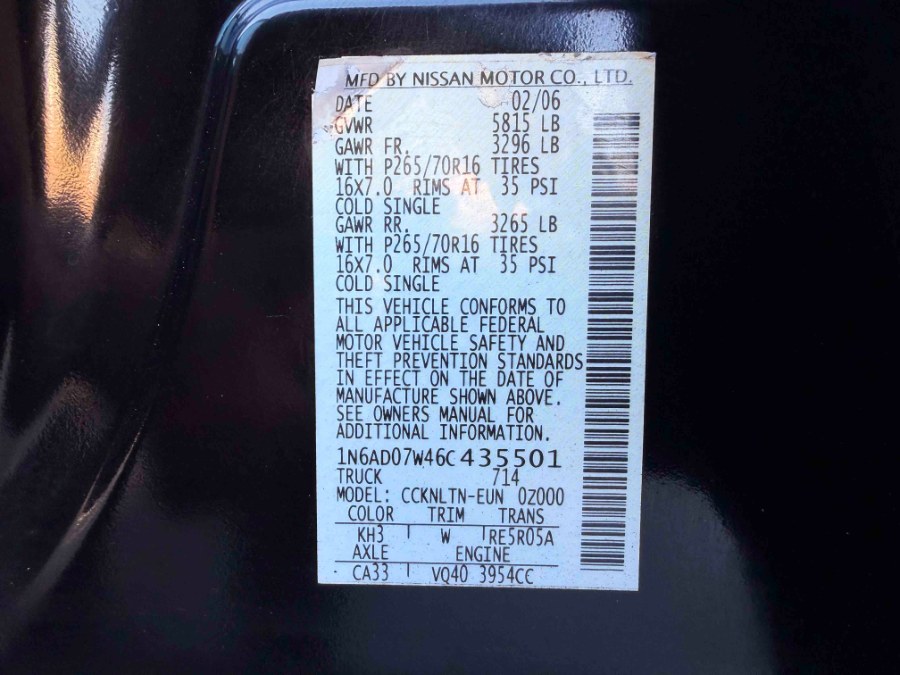 MFD BY NISSAN MOTOR CO., LTD.
DATE 02/06
GVWR 5815 LB
GAWR FR. 3296 LB
WITH P265/70R16 TIRES
16X7.0 RIMS AT 35 PSI
COLD SINGLE
GAWR RR. 3265 LB
WITH P265/70R16 TIRES
16X7.0 RIMS AT 35 PSI
COLD SINGLE
THIS VEHICLE CONFORMS TO
ALL APPLICABLE FEDERAL
MOTOR VEHICLE SAFETY AND
THEFT PREVENTION STANDARDS
IN EFFECT ON THE DATE OF
MANUFACTURE SHOWN ABOVE.
SEE OWNERS MANUAL FOR
ADDITIONAL INFORMATION.
1N6AD07W46C435501
TRUCK 714
MODEL: CCKNLTN-EUN 0Z000
COLOR TRIM TRANS
KH3 W RE5R05A
AXLE ENGINE
CA33 VQ40 3954CC